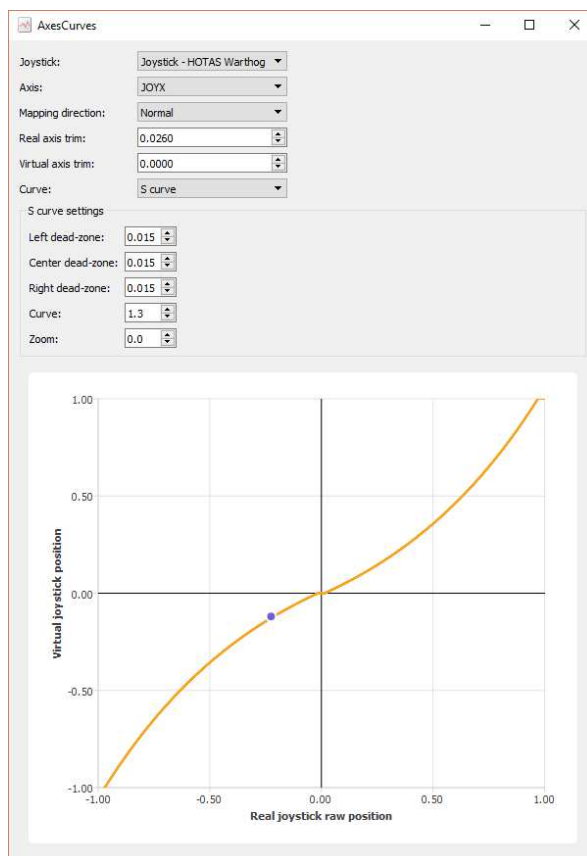 AxesCurves
Joystick: Joystick - HOTAS Warthog
Axis: JOYX
Mapping direction: Normal
Real axis trim: 0.0260
Virtual axis trim: 0.0000
Curve: S curve
S curve settings
Left dead-zone: 0.015
Center dead-zone: 0.015
Right dead-zone: 0.015
Curve: 1.3
Zoom: 0.0
1.00
0.50
0.00
-0.50
-1.00
Virtual joystick position
-1.00 -0.50 0.00 0.50 1.00
Real joystick raw position